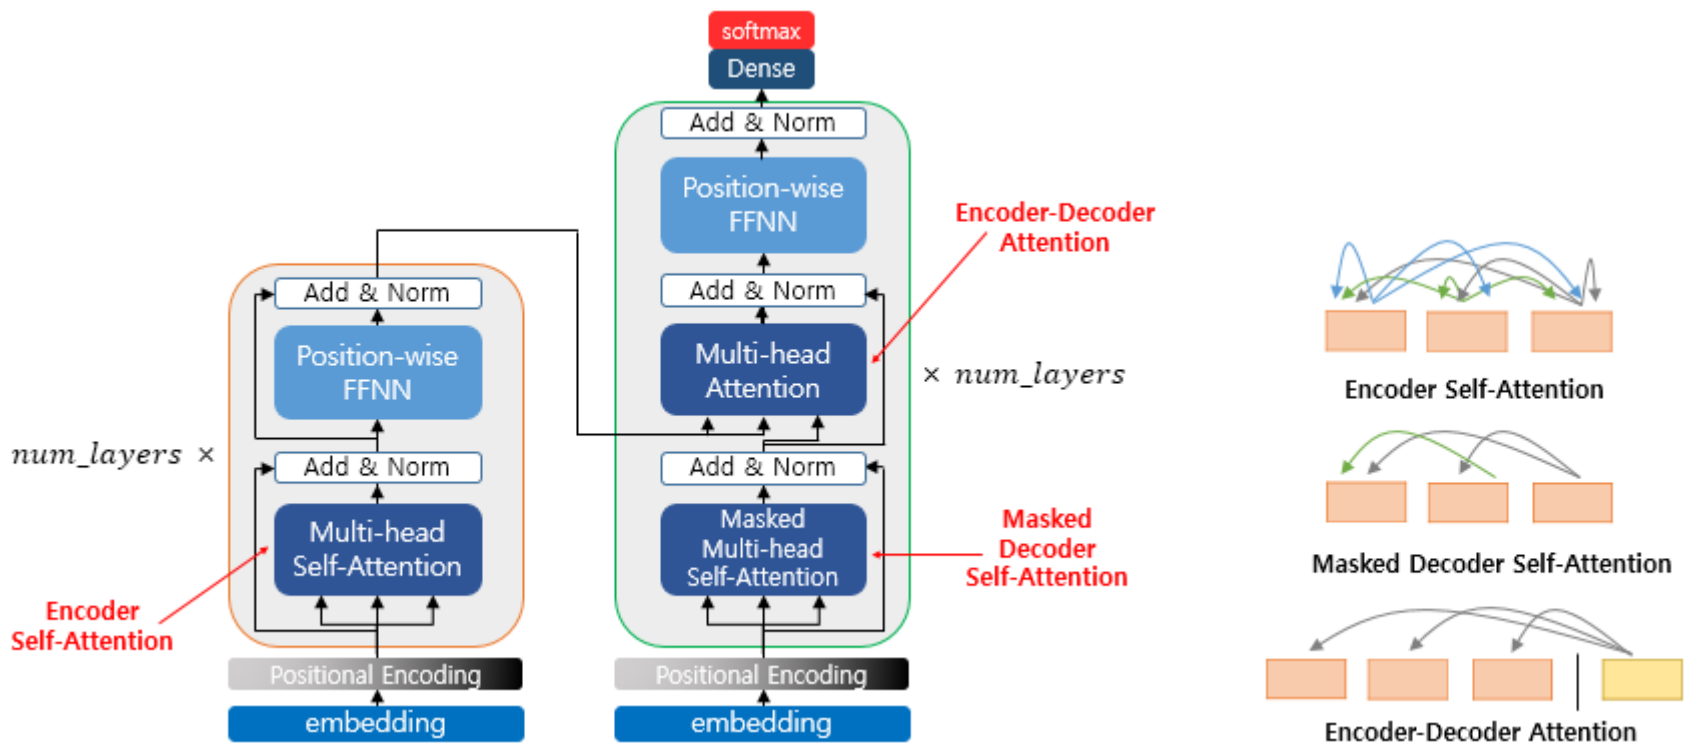 softmax
Dense
Add & Norm
Position-wise
FFNN
Encoder-Decoder
Attention
Add & Norm
Multi-head
Attention
× num_layers
Add & Norm
Masked
Multi-head
Self-Attention
Masked
Decoder
Self-Attention
Positional Encoding
embedding
Add & Norm
Position-wise
FFNN
num_layers ×
Add & Norm
Multi-head
Self-Attention
Encoder
Self-Attention
Positional Encoding
embedding
Encoder Self-Attention
Masked Decoder Self-Attention
Encoder-Decoder Attention